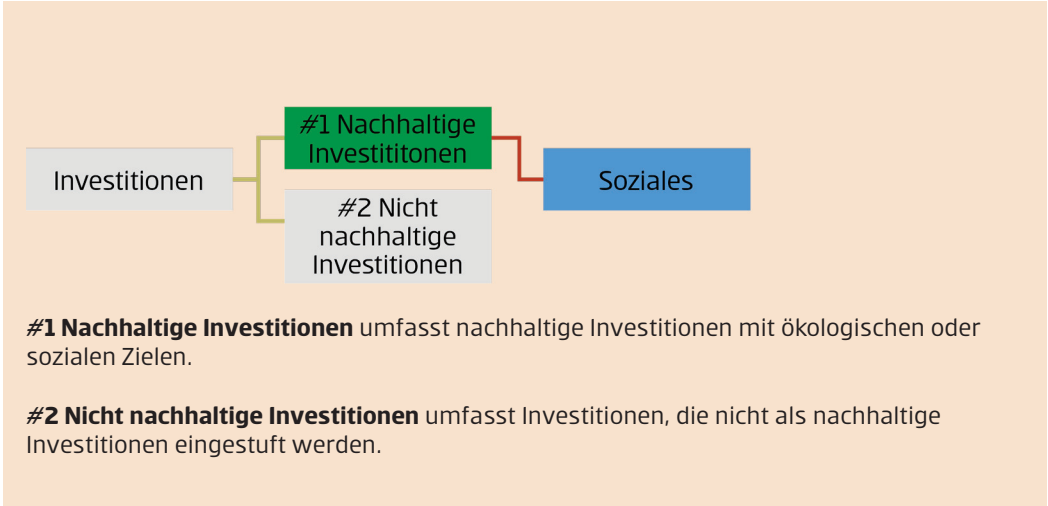 Investitionen
#1 Nachhaltige
Investititonen
#2 Nicht
nachhaltige
Investitionen
Soziales
#1 Nachhaltige Investitionen umfasst nachhaltige Investitionen mit ökologischen oder
sozialen Zielen.
#2 Nicht nachhaltige Investitionen umfasst Investitionen, die nicht als nachhaltige
Investitionen eingestuft werden.